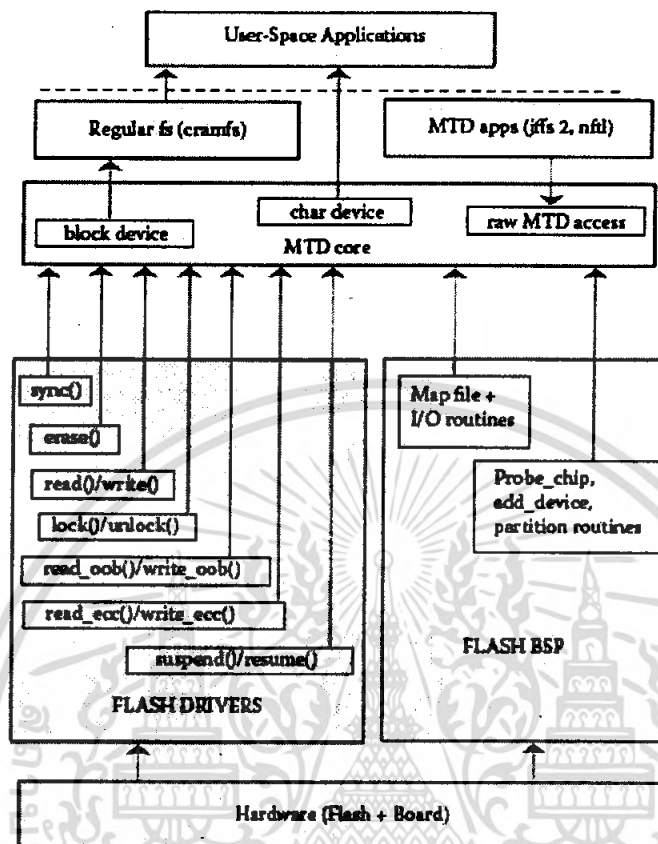 User-Space Applications
Regular fs (cramfs)
MTD apps (jffs 2, nftl)
block device
char device
raw MTD access
MTD core
sync()
erase()
read()/write()
lock()/unlock()
read_oob()/write_oob()
read_ecc()/write_ecc()
suspend()/resume()
FLASH DRIVERS
Map file +
I/O routines
Probe_chip,
add_device,
partition routines
FLASH BSP
Hardware (Flash + Board)